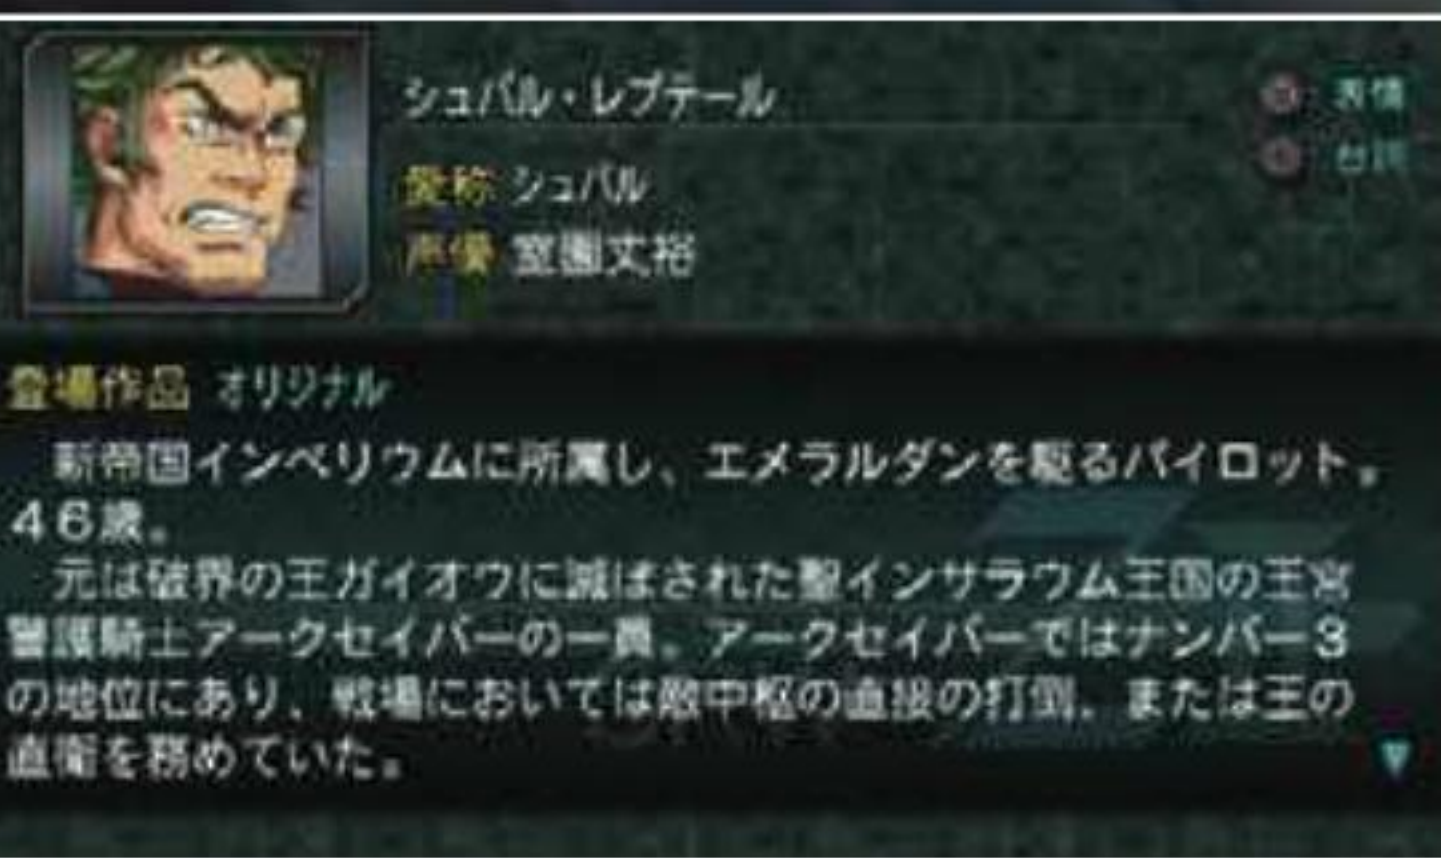 シュバル・レプテール
表情
台詞
愛称 シュバル
声優 室園丈裕
登場作品 オリジナル
新帝国インペリウムに所属し、エメラルダンを駆るパイロット。
46歳。
元は破界の王ガイオウに滅ぼされた聖インサラウム王国の王宮
警護騎士アークセイバーの一員。アークセイバーではナンバー3
の地位にあり、戦場においては敵中枢の直接の打倒、または王の
直衛を務めていた。